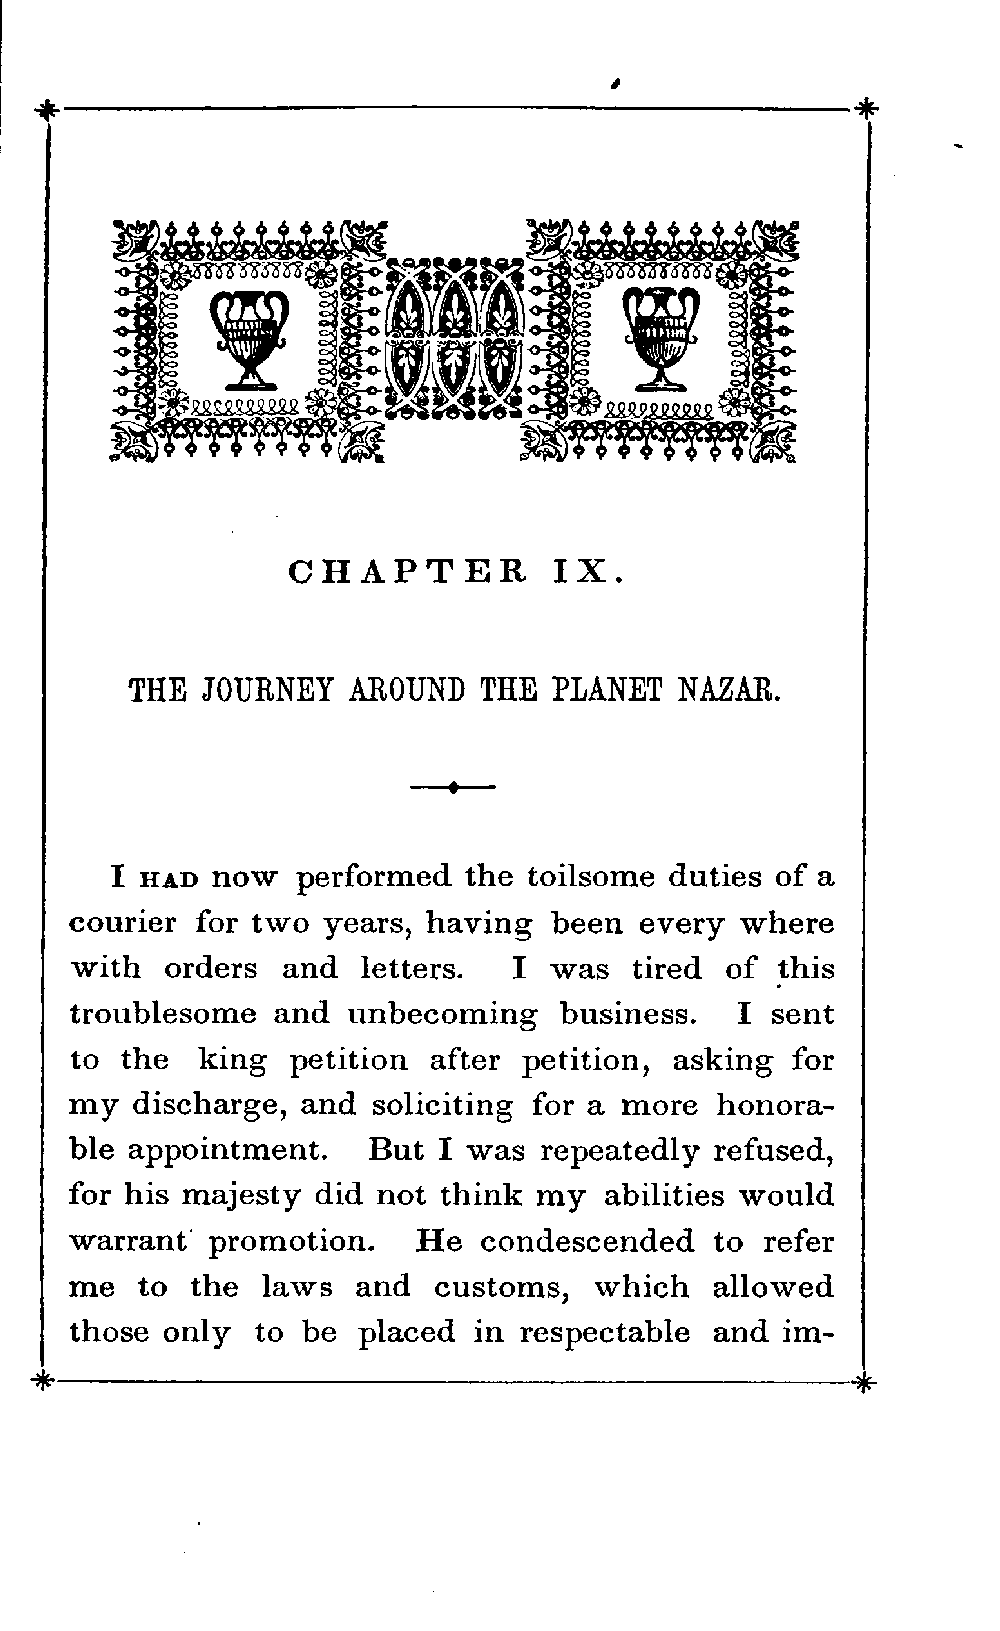 CHAPTER IX.
THE JOURNEY AROUND THE PLANET NAZAR.
I HAD now performed the toilsome duties of a
courier for two years, having been every where
with orders and letters. I was tired of this
troublesome and unbecoming business. I sent
to the king petition after petition, asking for
my discharge, and soliciting for a more honora-
ble appointment. But I was repeatedly refused,
for his majesty did not think my abilities would
warrant promotion. He condescended to refer
me to the laws and customs, which allowed
those only to be placed in respectable and im-